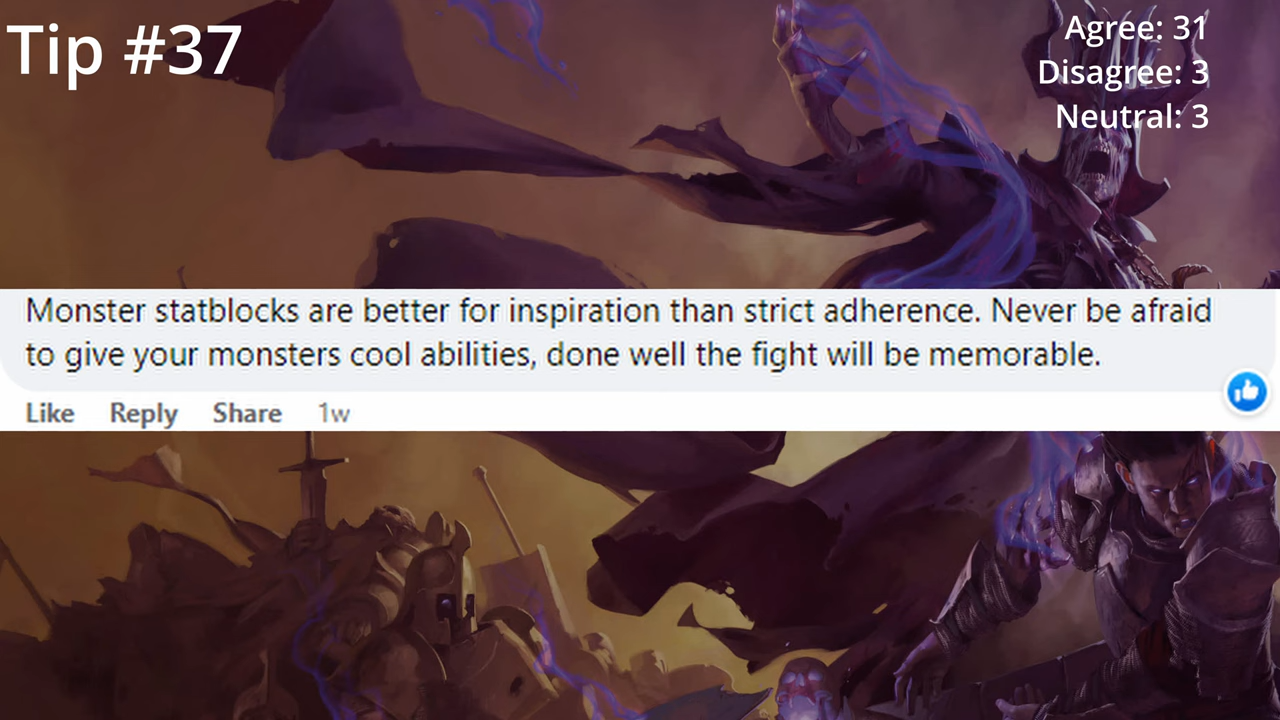 Tip #37
Agree: 31
Disagree: 3
Neutral: 3
Monster statblocks are better for inspiration than strict adherence. Never be afraid
to give your monsters cool abilities, done well the fight will be memorable.
Like Reply Share 1w